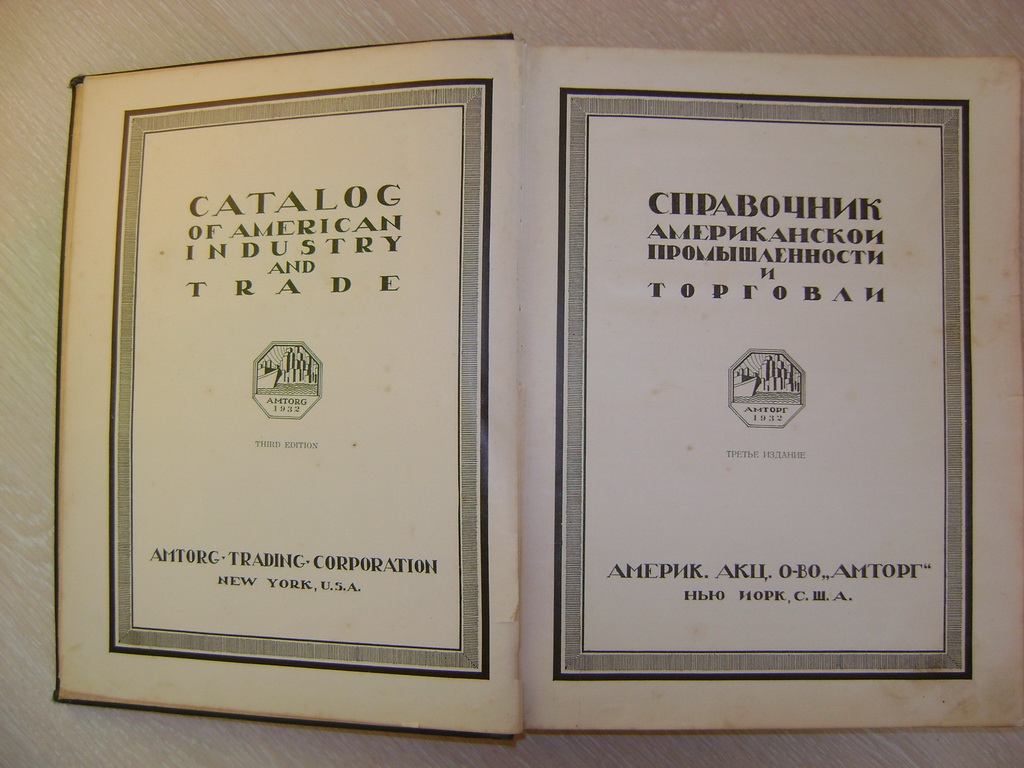 CATALOG
OF AMERICAN
INDUSTRY
AND
TRADE
AMTORG
1932
THIRD EDITION
AMTORG · TRADING · CORPORATION
NEW YORK, U.S.A.
СПРАВОЧНИК
АМЕРИКАНСКОИ
ПРОМЫШЛЕННОСТИ
И
ТОРГОВЛИ
АМТОРГ
1932
ТРЕТЬЕ ИЗДАНИЕ
АМЕРИК. АКЦ. О-ВО „АМТОРГ“
НЬЮ ИОРК, С. Ш. А.